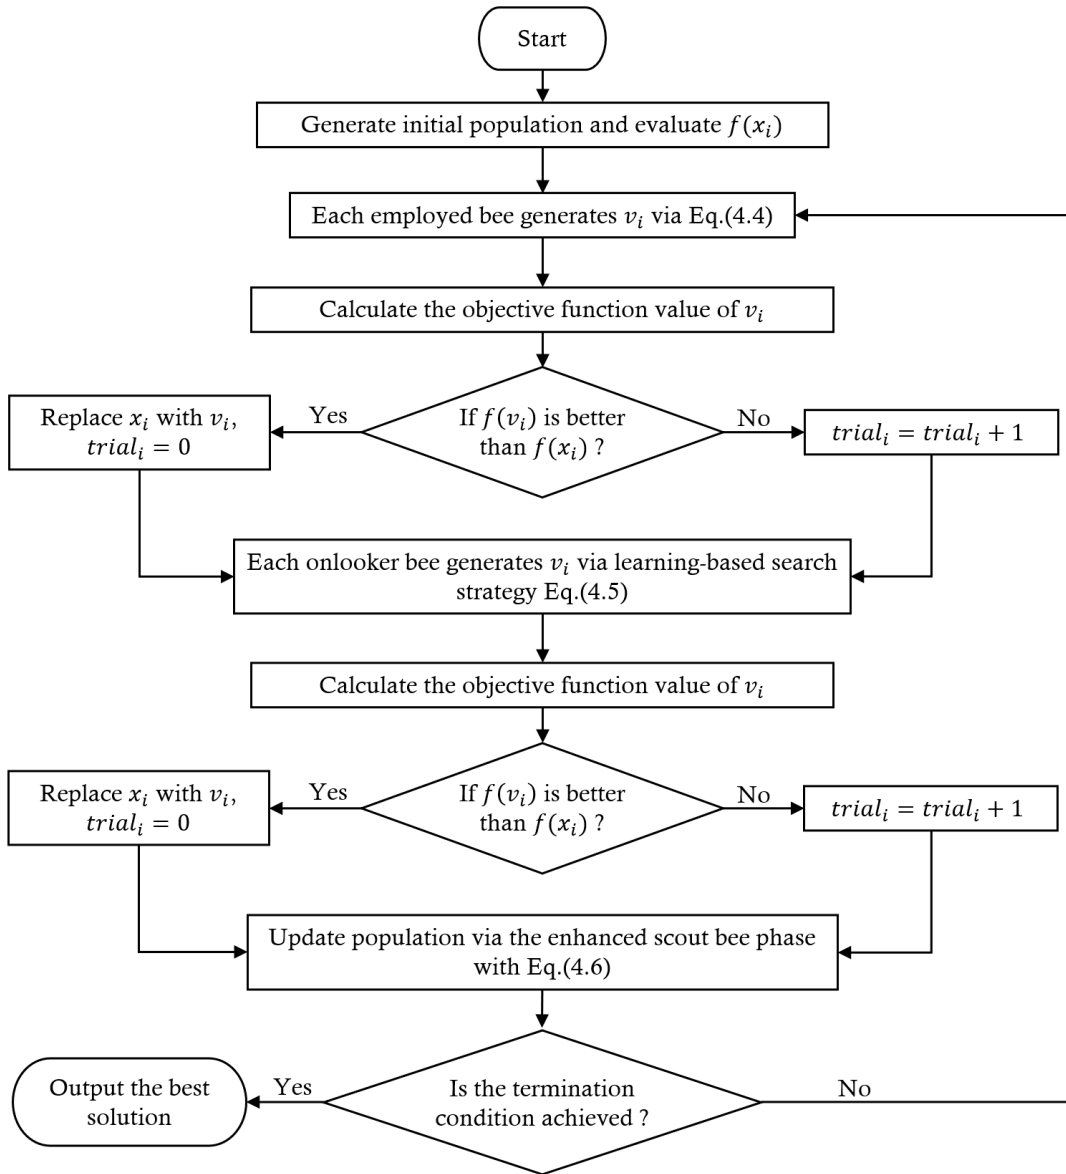 Start
Generate initial population and evaluate f(x_i)
Each employed bee generates v_i via Eq.(4.4)
Calculate the objective function value of v_i
Replace x_i with v_i,
trial_i = 0
Yes
If f(v_i) is better
than f(x_i) ?
No
trial_i = trial_i + 1
Each onlooker bee generates v_i via learning-based search
strategy Eq.(4.5)
Calculate the objective function value of v_i
Replace x_i with v_i,
trial_i = 0
Yes
If f(v_i) is better
than f(x_i) ?
No
trial_i = trial_i + 1
Update population via the enhanced scout bee phase
with Eq.(4.6)
Output the best
solution
Yes
Is the termination
condition achieved ?
No